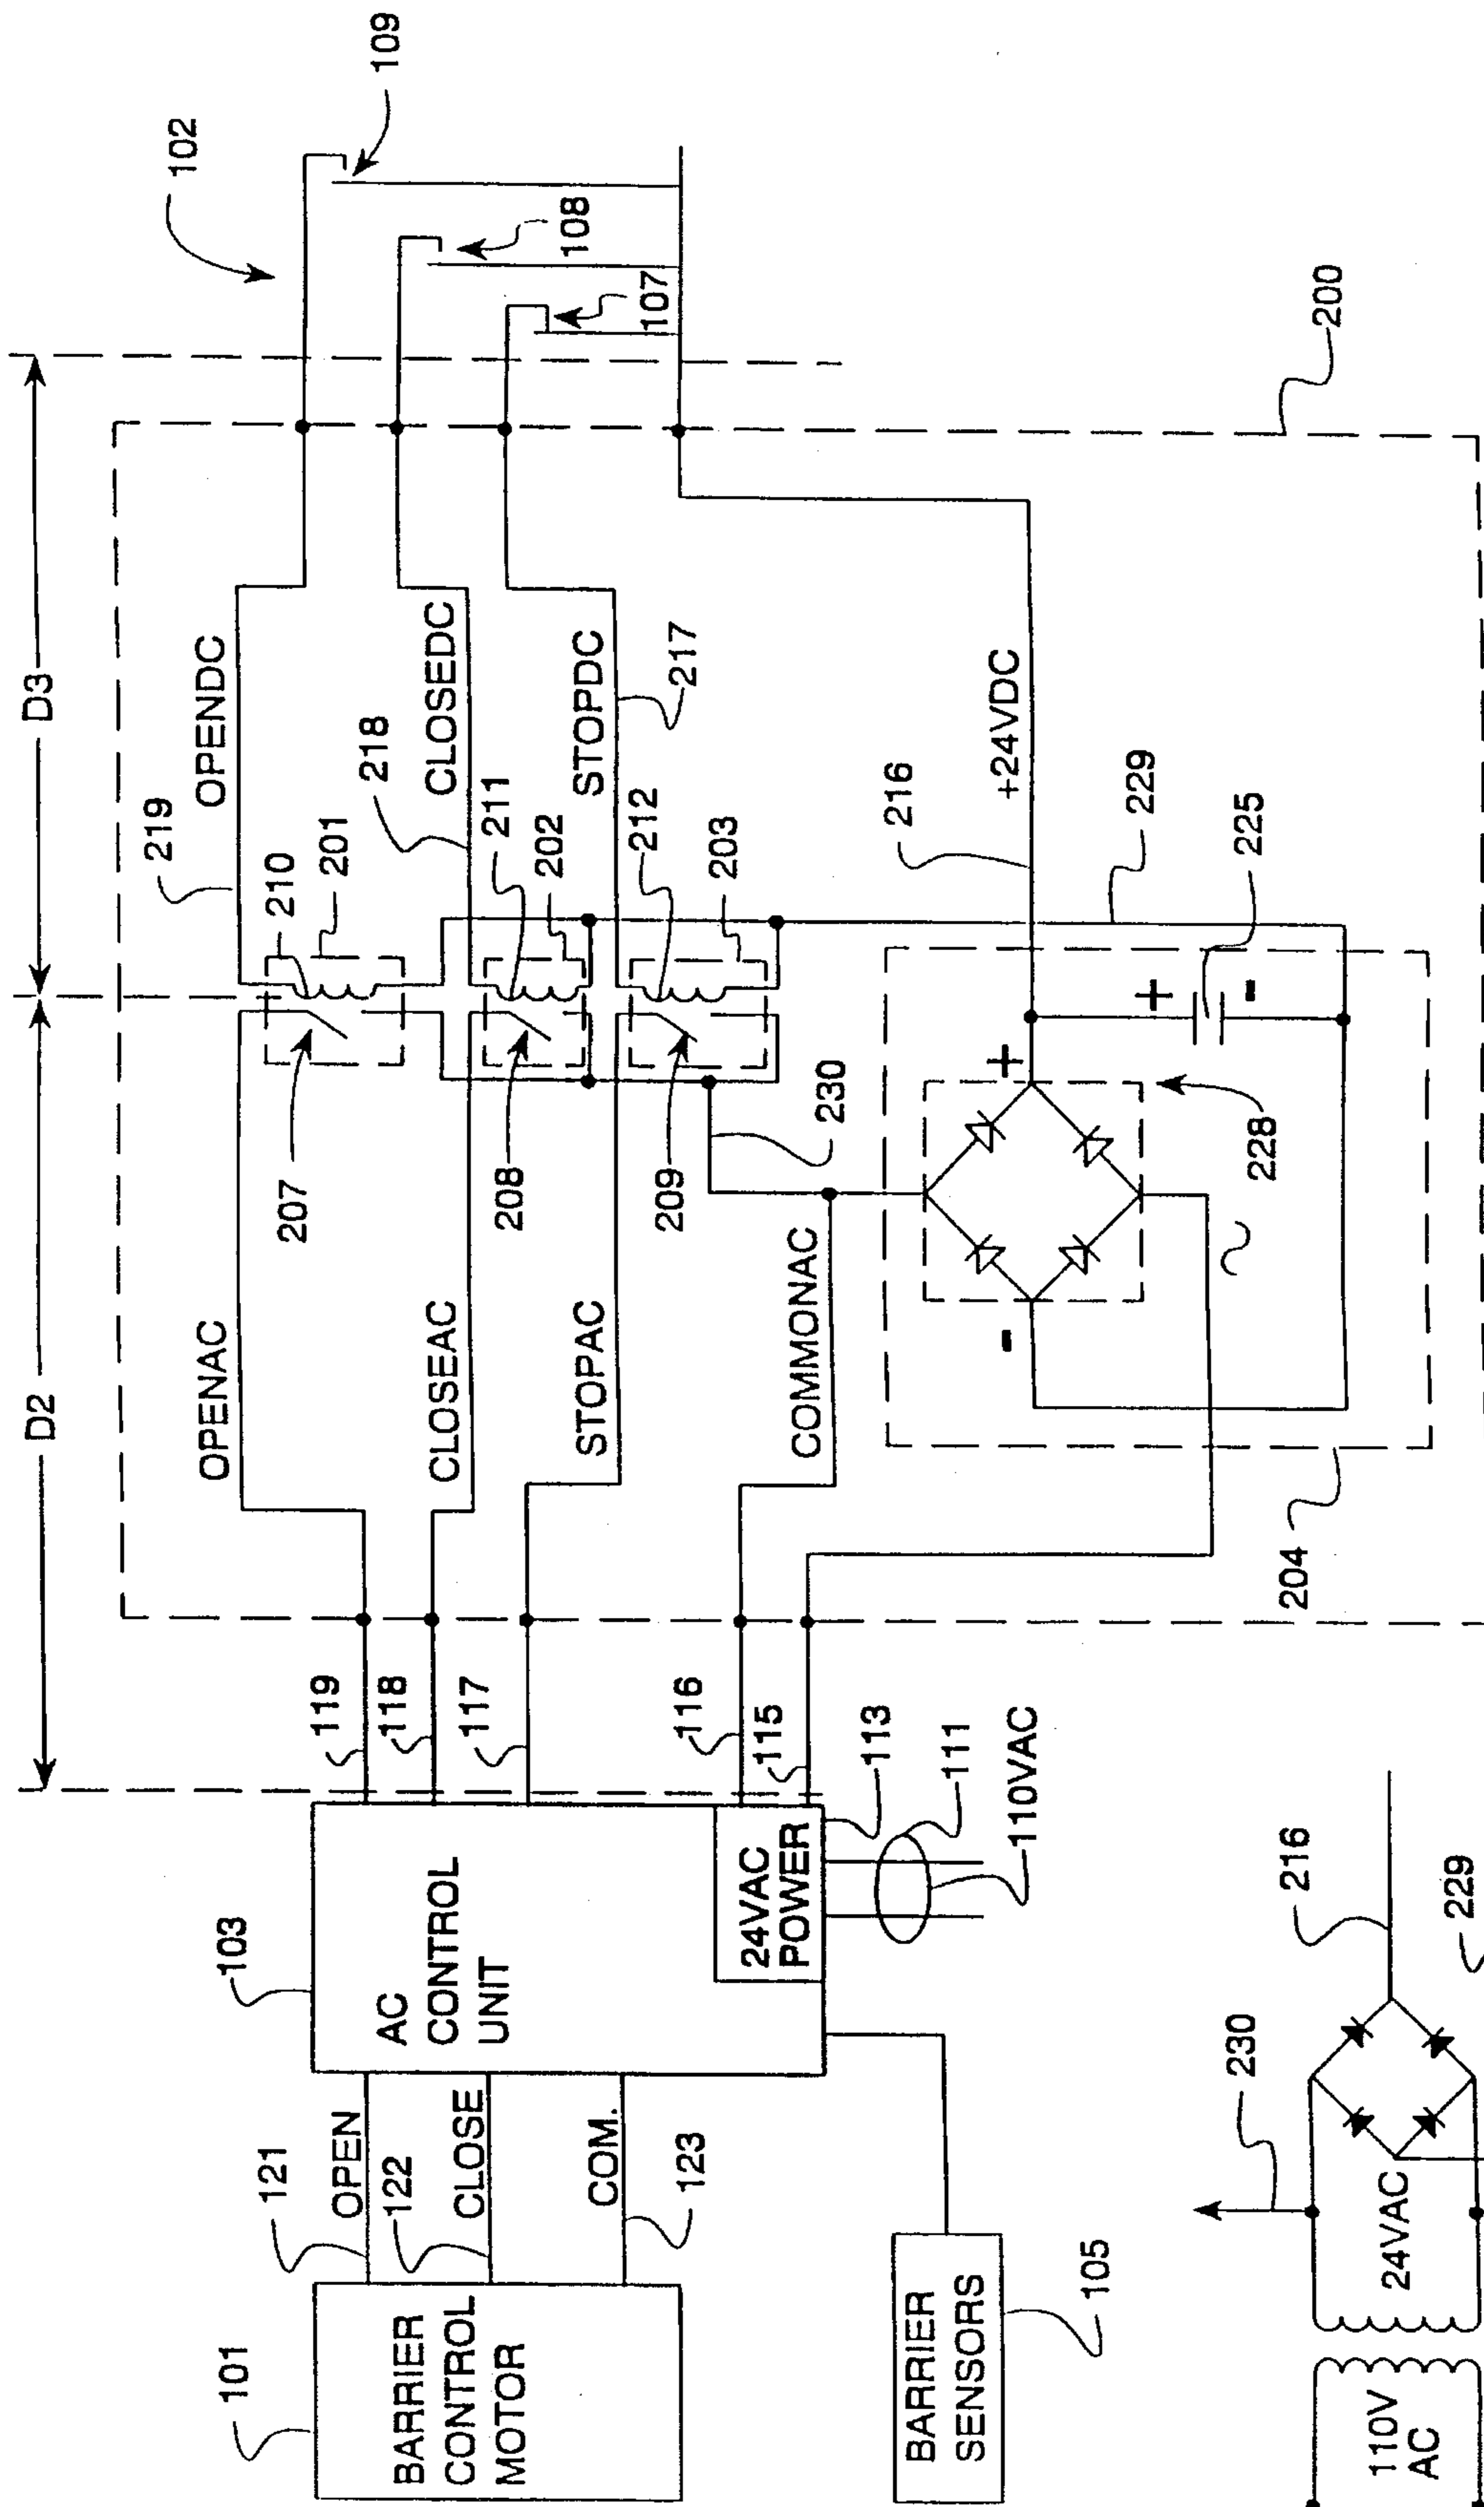 D2
D3
102
109
108
107
200
219
OPENDC
210
201
218
CLOSEDC
211
202
STOPDC
217
212
203
216
+24VDC
229
225
+
-
+
-
228
230
207
208
209
OPENAC
CLOSEAC
STOPAC
COMMONAC
204
119
118
117
116
115
113
111
110VAC
103
AC
CONTROL
UNIT
24VAC
POWER
121
OPEN
122
CLOSE
COM.
123
101
BARRIER
CONTROL
MOTOR
BARRIER
SENSORS
105
110V
AC
24VAC
230
216
229